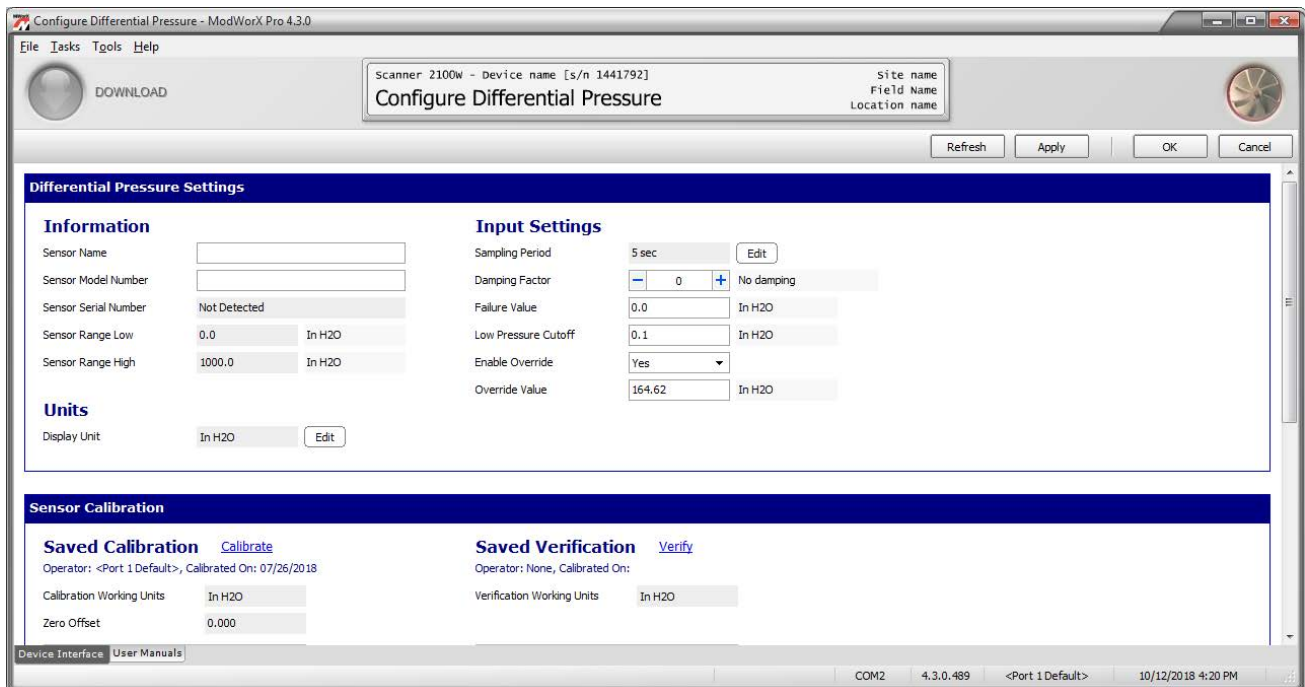 Configure Differential Pressure - ModWorX Pro 4.3.0
File Tasks Tools Help
DOWNLOAD
Scanner 2100W - Device name [s/n 1441792]
Configure Differential Pressure
Site name
Field Name
Location name
Refresh Apply OK Cancel
Differential Pressure Settings
Information
Sensor Name
Sensor Model Number
Sensor Serial Number Not Detected
Sensor Range Low 0.0 In H2O
Sensor Range High 1000.0 In H2O
Units
Display Unit In H2O Edit
Input Settings
Sampling Period 5 sec Edit
Damping Factor − 0 + No damping
Failure Value 0.0 In H2O
Low Pressure Cutoff 0.1 In H2O
Enable Override Yes
Override Value 164.62 In H2O
Sensor Calibration
Saved Calibration Calibrate
Operator: <Port 1 Default>, Calibrated On: 07/26/2018
Calibration Working Units In H2O
Zero Offset 0.000
Saved Verification Verify
Operator: None, Calibrated On:
Verification Working Units In H2O
Device Interface User Manuals
COM2 4.3.0.489 <Port 1 Default> 10/12/2018 4:20 PM